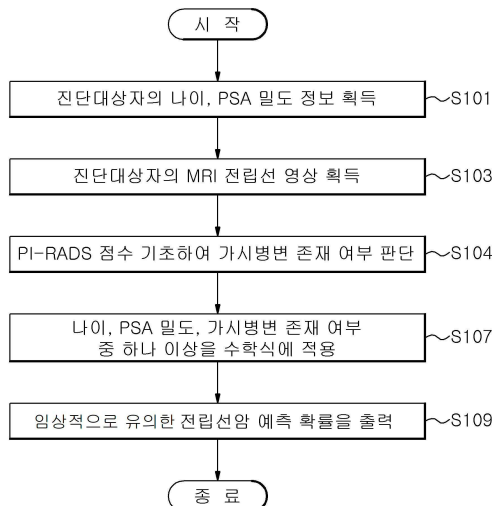 시 작
진단대상자의 나이, PSA 밀도 정보 획득 S101
진단대상자의 MRI 전립선 영상 획득 S103
PI-RADS 점수 기초하여 가시병변 존재 여부 판단 S104
나이, PSA 밀도, 가시병변 존재 여부
중 하나 이상을 수학식에 적용 S107
임상적으로 유의한 전립선암 예측 확률을 출력 S109
종 료